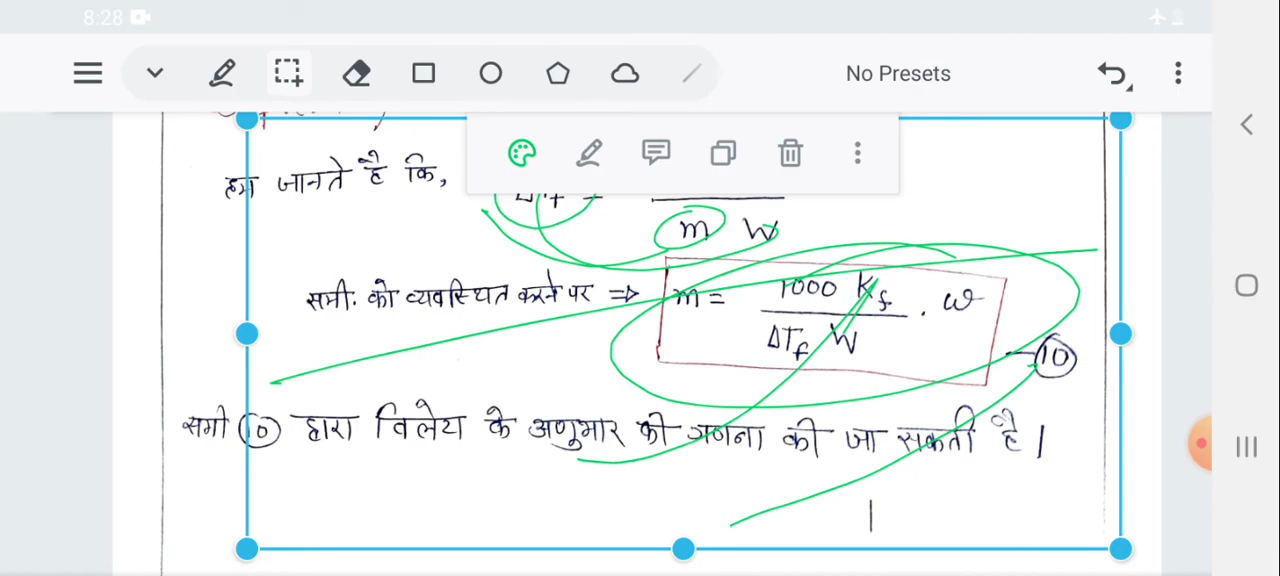 8:28
No Presets
हम जानते है कि,
m W
समी. को व्यवस्थित करने पर ⇒ m = 1000 Kf / ΔTf W . w —(10)
समी (10) द्वारा विलेय के अणुभार की गणना की जा सकती है |